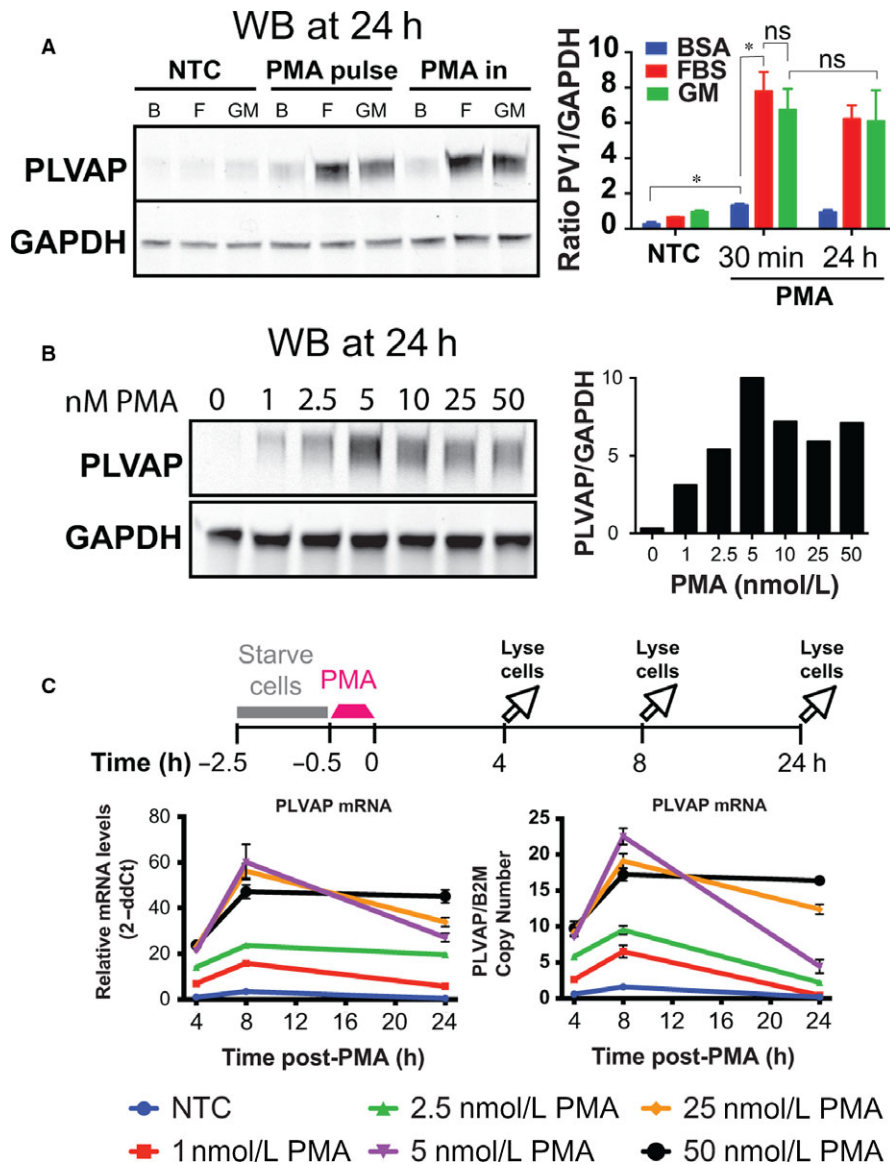 A
WB at 24 h
NTC PMA pulse PMA in
B F GM B F GM B F GM
PLVAP
GAPDH
Ratio PV1/GAPDH
10
8
6
4
2
0
BSA
FBS
GM
* ns
ns
*
NTC 30 min 24 h
PMA
B
WB at 24 h
nM PMA 0 1 2.5 5 10 25 50
PLVAP
GAPDH
PLVAP/GAPDH
10
5
0
0 1 2.5 5 10 25 50
PMA (nmol/L)
C
Starve
cells
PMA
Lyse
cells
Lyse
cells
Lyse
cells
Time (h) –2.5 –0.5 0 4 8 24 h
PLVAP mRNA
Relative mRNA levels
(2–ddCt)
80
60
40
20
0
4 8 12 16 20 24
Time post-PMA (h)
PLVAP mRNA
PLVAP/B2M
Copy Number
25
20
15
10
5
0
4 8 12 16 20 24
Time post-PMA (h)
NTC 2.5 nmol/L PMA 25 nmol/L PMA
1 nmol/L PMA 5 nmol/L PMA 50 nmol/L PMA